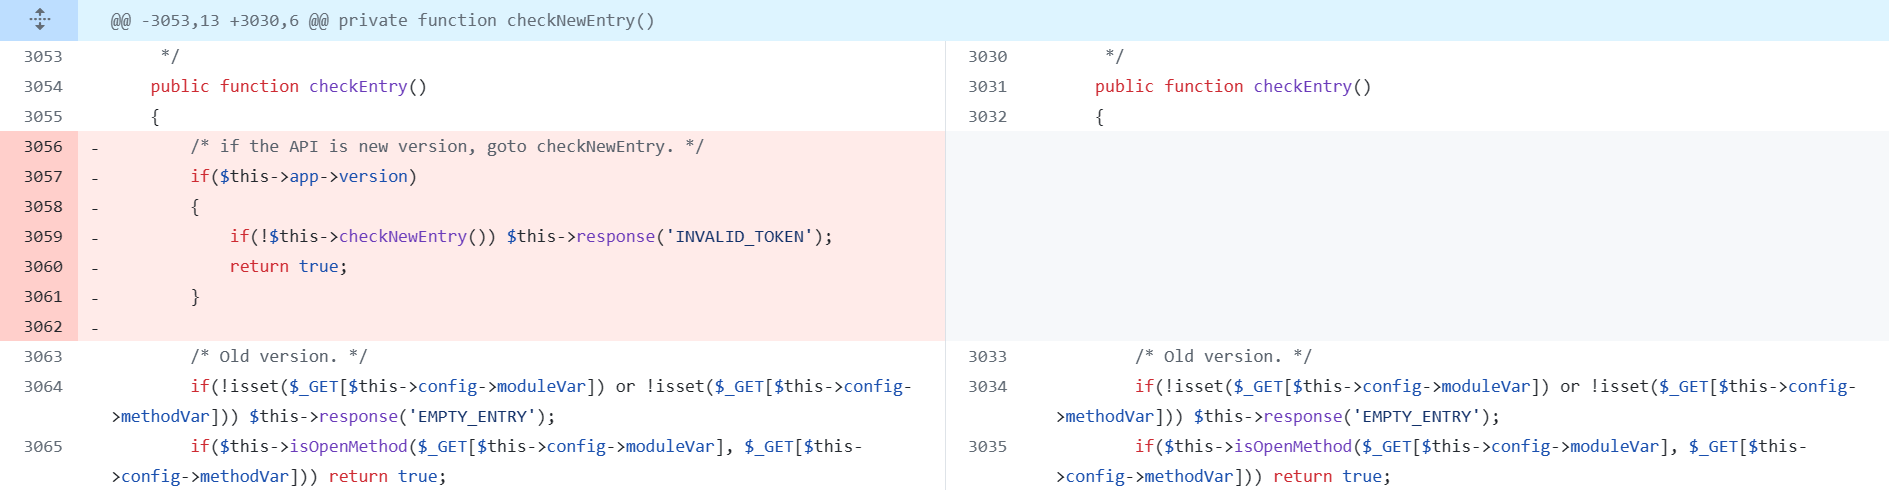 @@ -3053,13 +3030,6 @@ private function checkNewEntry()
3053 */
3054 public function checkEntry()
3055 {
3056 - /* if the API is new version, goto checkNewEntry. */
3057 - if($this->app->version)
3058 - {
3059 - if(!$this->checkNewEntry()) $this->response('INVALID_TOKEN');
3060 - return true;
3061 - }
3062 -
3063 /* Old version. */
3064 if(!isset($_GET[$this->config->moduleVar]) or !isset($_GET[$this->config-
>methodVar])) $this->response('EMPTY_ENTRY');
3065 if($this->isOpenMethod($_GET[$this->config->moduleVar], $_GET[$this-
>config->methodVar])) return true;
3030 */
3031 public function checkEntry()
3032 {
3033 /* Old version. */
3034 if(!isset($_GET[$this->config->moduleVar]) or !isset($_GET[$this->config-
>methodVar])) $this->response('EMPTY_ENTRY');
3035 if($this->isOpenMethod($_GET[$this->config->moduleVar], $_GET[$this-
>config->methodVar])) return true;